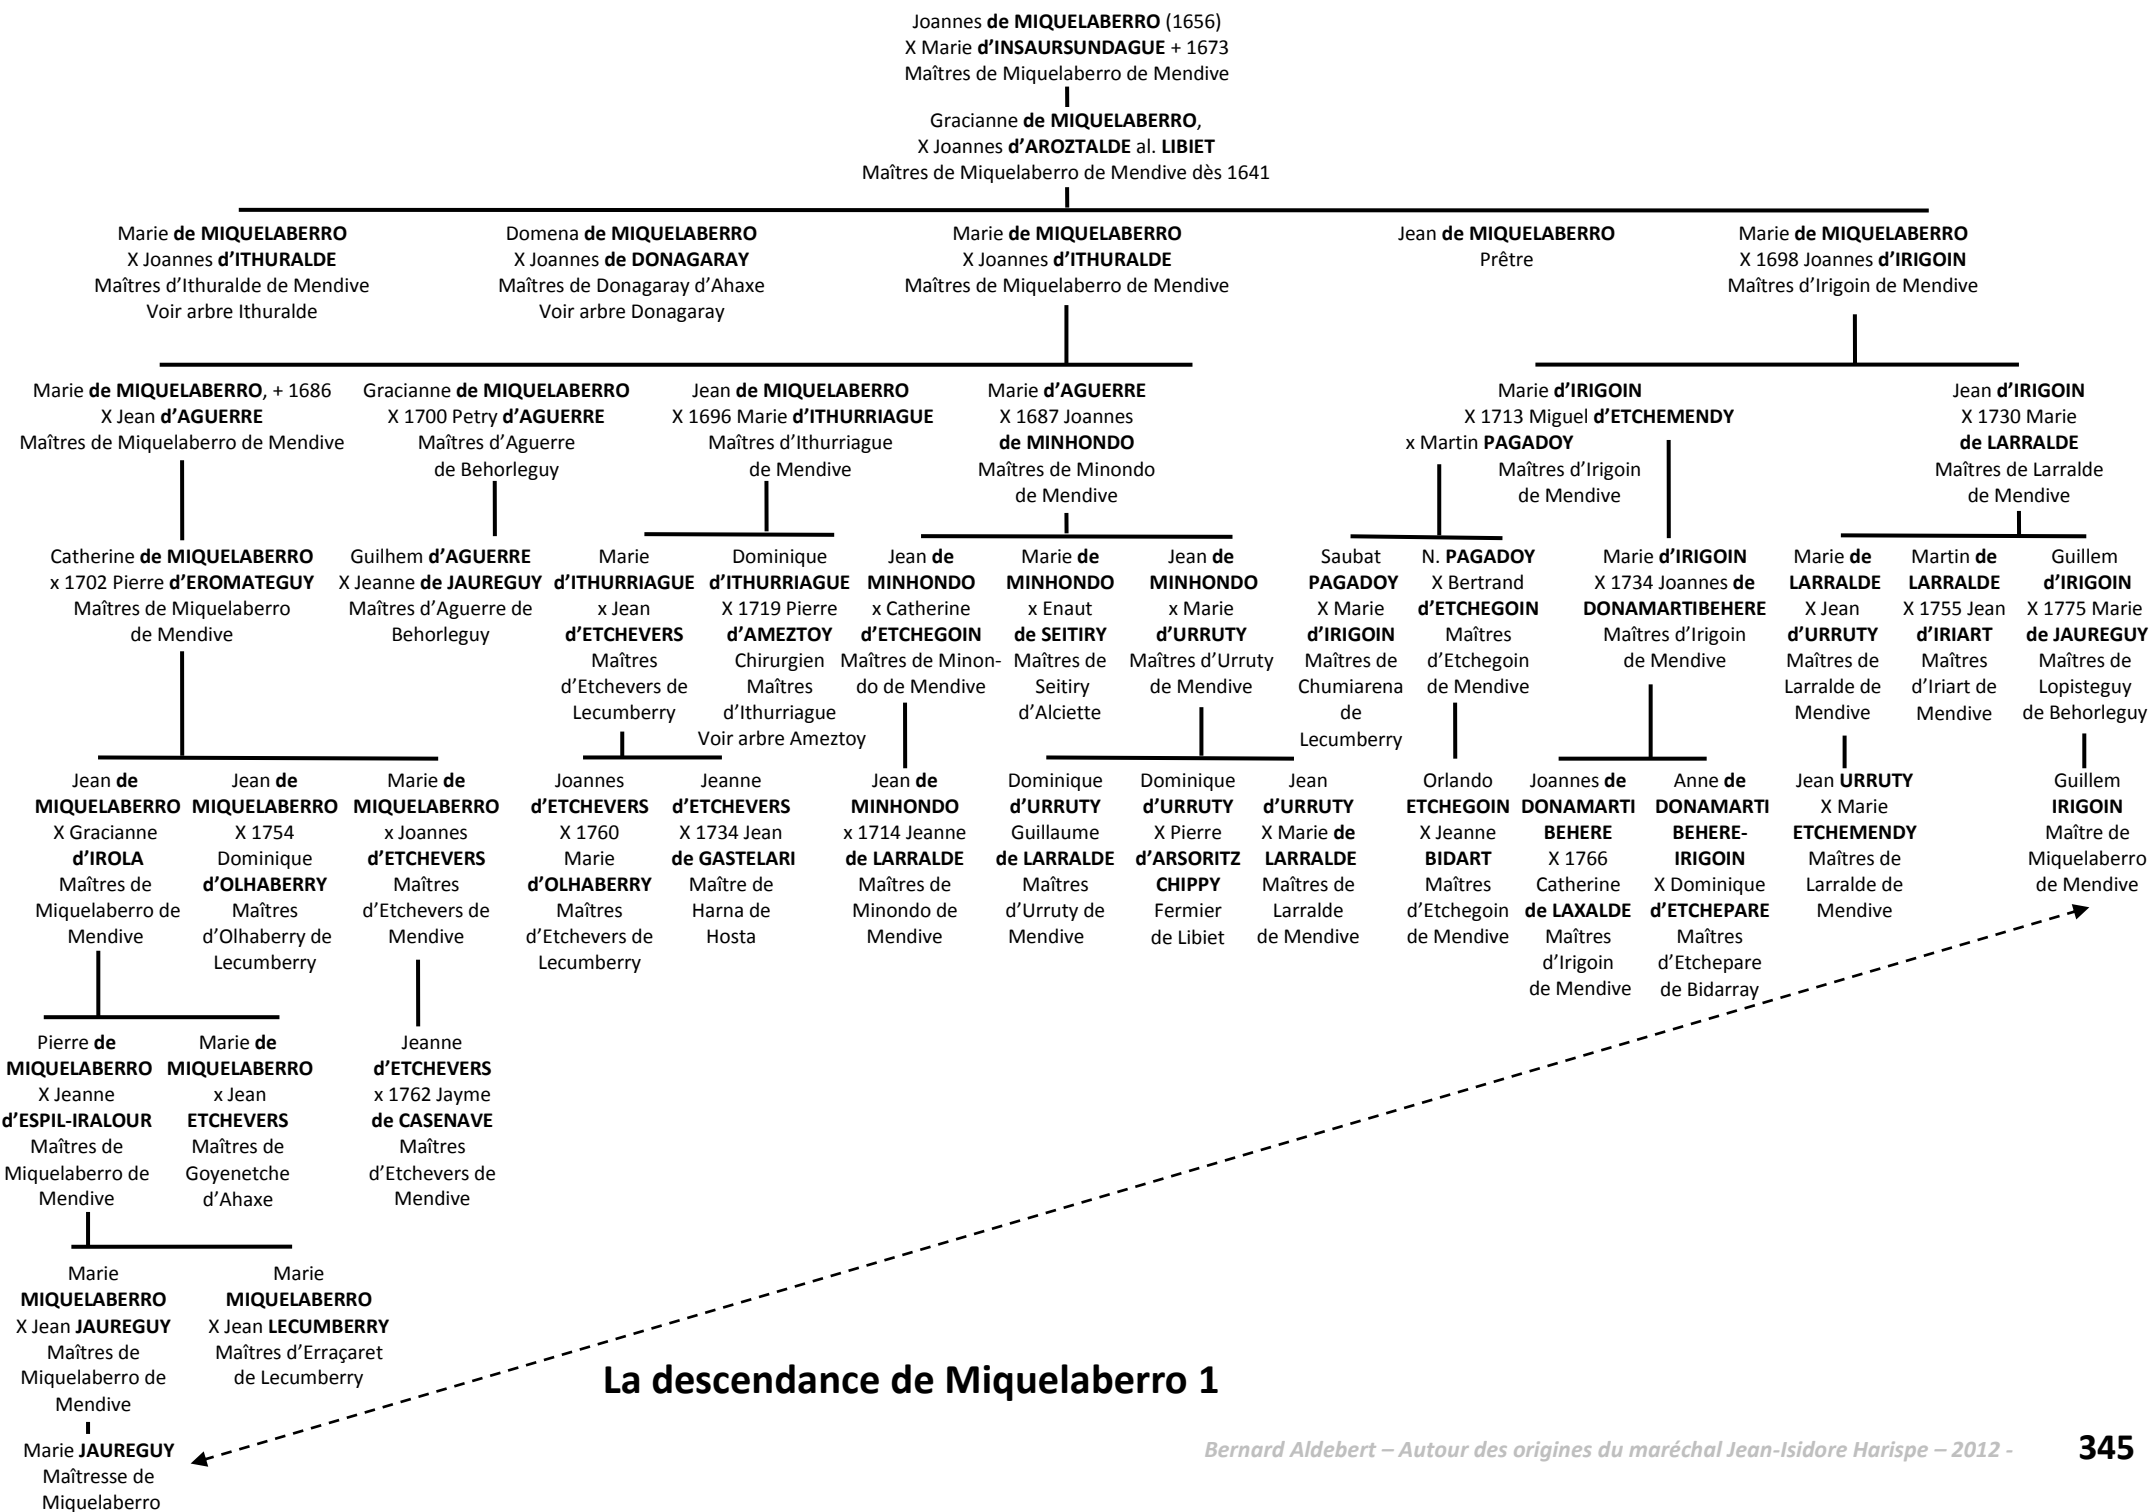 Joannes de MIQUELABERRO (1656)
X Marie d’INSAURSUNDAGUE + 1673
Maîtres de Miquelaberro de Mendive
Gracianne de MIQUELABERRO,
X Joannes d’AROZTALDE al. LIBIET
Maîtres de Miquelaberro de Mendive dès 1641
Marie de MIQUELABERRO
X Joannes d’ITHURALDE
Maîtres d’Ithuralde de Mendive
Voir arbre Ithuralde
Domena de MIQUELABERRO
X Joannes de DONAGARAY
Maîtres de Donagaray d’Ahaxe
Voir arbre Donagaray
Marie de MIQUELABERRO
X Joannes d’ITHURALDE
Maîtres de Miquelaberro de Mendive
Jean de MIQUELABERRO
Prêtre
Marie de MIQUELABERRO
X 1698 Joannes d’IRIGOIN
Maîtres d’Irigoin de Mendive
Marie de MIQUELABERRO, + 1686
X Jean d’AGUERRE
Maîtres de Miquelaberro de Mendive
Gracianne de MIQUELABERRO
X 1700 Petry d’AGUERRE
Maîtres d’Aguerre
de Behorleguy
Jean de MIQUELABERRO
X 1696 Marie d’ITHURRIAGUE
Maîtres d’Ithurriague
de Mendive
Marie d’AGUERRE
X 1687 Joannes
de MINHONDO
Maîtres de Minondo
de Mendive
Marie d’IRIGOIN
X 1713 Miguel d’ETCHEMENDY
x Martin PAGADOY
Maîtres d’Irigoin
de Mendive
Jean d’IRIGOIN
X 1730 Marie
de LARRALDE
Maîtres de Larralde
de Mendive
Catherine de MIQUELABERRO
x 1702 Pierre d’EROMATEGUY
Maîtres de Miquelaberro
de Mendive
Guilhem d’AGUERRE
X Jeanne de JAUREGUY
Maîtres d’Aguerre de
Behorleguy
Marie
d’ITHURRIAGUE
x Jean
d’ETCHEVERS
Maîtres
d’Etchevers de
Lecumberry
Dominique
d’ITHURRIAGUE
X 1719 Pierre
d’AMEZTOY
Chirurgien
Maîtres
d’Ithurriague
Voir arbre Ameztoy
Jean de
MINHONDO
x Catherine
d’ETCHEGOIN
Maîtres de Minon-
do de Mendive
Marie de
MINHONDO
x Enaut
de SEITIRY
Maîtres de
Seitiry
d’Alciette
Jean de
MINHONDO
x Marie
d’URRUTY
Maîtres d’Urruty
de Mendive
Saubat
PAGADOY
X Marie
d’IRIGOIN
Maîtres de
Chumiarena
de
Lecumberry
N. PAGADOY
X Bertrand
d’ETCHEGOIN
Maîtres
d’Etchegoin
de Mendive
Marie d’IRIGOIN
X 1734 Joannes de
DONAMARTIBEHERE
Maîtres d’Irigoin
de Mendive
Marie de
LARRALDE
X Jean
d’URRUTY
Maîtres de
Larralde de
Mendive
Martin de
LARRALDE
X 1755 Jean
d’IRIART
Maîtres
d’Iriart de
Mendive
Guillem
d’IRIGOIN
X 1775 Marie
de JAUREGUY
Maîtres de
Lopisteguy
de Behorleguy
Jean de
MIQUELABERRO
X Gracianne
d’IROLA
Maîtres de
Miquelaberro de
Mendive
Jean de
MIQUELABERRO
X 1754
Dominique
d’OLHABERRY
Maîtres
d’Olhaberry de
Lecumberry
Marie de
MIQUELABERRO
x Joannes
d’ETCHEVERS
Maîtres
d’Etchevers de
Mendive
Joannes
d’ETCHEVERS
X 1760
Marie
d’OLHABERRY
Maîtres
d’Etchevers de
Lecumberry
Jeanne
d’ETCHEVERS
X 1734 Jean
de GASTELARI
Maître de
Harna de
Hosta
Jean de
MINHONDO
x 1714 Jeanne
de LARRALDE
Maîtres de
Minondo de
Mendive
Dominique
d’URRUTY
Guillaume
de LARRALDE
Maîtres
d’Urruty de
Mendive
Dominique
d’URRUTY
X Pierre
d’ARSORITZ
CHIPPY
Fermier
de Libiet
Jean
d’URRUTY
X Marie de
LARRALDE
Maîtres de
Larralde
de Mendive
Orlando
ETCHEGOIN
X Jeanne
BIDART
Maîtres
d’Etchegoin
de Mendive
Joannes de
DONAMARTI
BEHERE
X 1766
Catherine
de LAXALDE
Maîtres
d’Irigoin
de Mendive
Anne de
DONAMARTI
BEHERE-
IRIGOIN
X Dominique
d’ETCHEPARE
Maîtres
d’Etchepare
de Bidarray
Jean URRUTY
X Marie
ETCHEMENDY
Maîtres de
Larralde de
Mendive
Guillem
IRIGOIN
Maître de
Miquelaberro
de Mendive
Pierre de
MIQUELABERRO
X Jeanne
d’ESPIL-IRALOUR
Maîtres de
Miquelaberro de
Mendive
Marie de
MIQUELABERRO
x Jean
ETCHEVERS
Maîtres de
Goyenetche
d’Ahaxe
Jeanne
d’ETCHEVERS
x 1762 Jayme
de CASENAVE
Maîtres
d’Etchevers de
Mendive
Marie
MIQUELABERRO
X Jean JAUREGUY
Maîtres de
Miquelaberro de
Mendive
Marie
MIQUELABERRO
X Jean LECUMBERRY
Maîtres d’Erraçaret
de Lecumberry
Marie JAUREGUY
Maîtresse de
Miquelaberro
La descendance de Miquelaberro 1
Bernard Aldebert – Autour des origines du maréchal Jean-Isidore Harispe – 2012 -
345